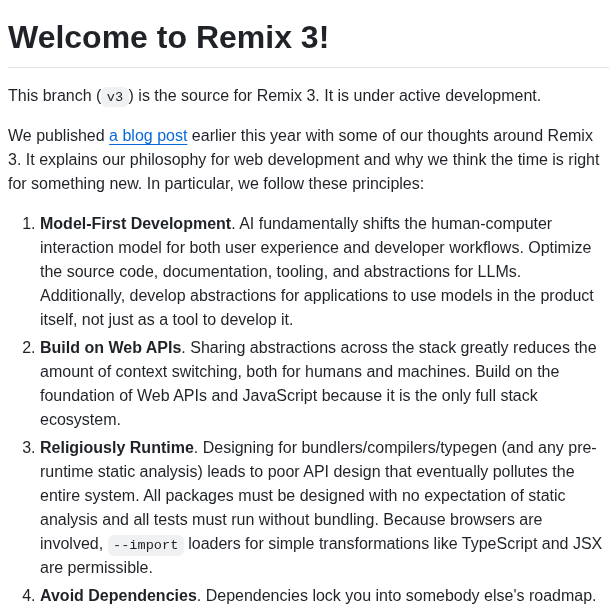 Welcome to Remix 3!
This branch (v3) is the source for Remix 3. It is under active development.
We published a blog post earlier this year with some of our thoughts around Remix
3. It explains our philosophy for web development and why we think the time is right
for something new. In particular, we follow these principles:
1. Model-First Development. AI fundamentally shifts the human-computer
interaction model for both user experience and developer workflows. Optimize
the source code, documentation, tooling, and abstractions for LLMs.
Additionally, develop abstractions for applications to use models in the product
itself, not just as a tool to develop it.
2. Build on Web APIs. Sharing abstractions across the stack greatly reduces the
amount of context switching, both for humans and machines. Build on the
foundation of Web APIs and JavaScript because it is the only full stack
ecosystem.
3. Religiously Runtime. Designing for bundlers/compilers/typegen (and any pre-
runtime static analysis) leads to poor API design that eventually pollutes the
entire system. All packages must be designed with no expectation of static
analysis and all tests must run without bundling. Because browsers are
involved, --import loaders for simple transformations like TypeScript and JSX
are permissible.
4. Avoid Dependencies. Dependencies lock you into somebody else's roadmap.